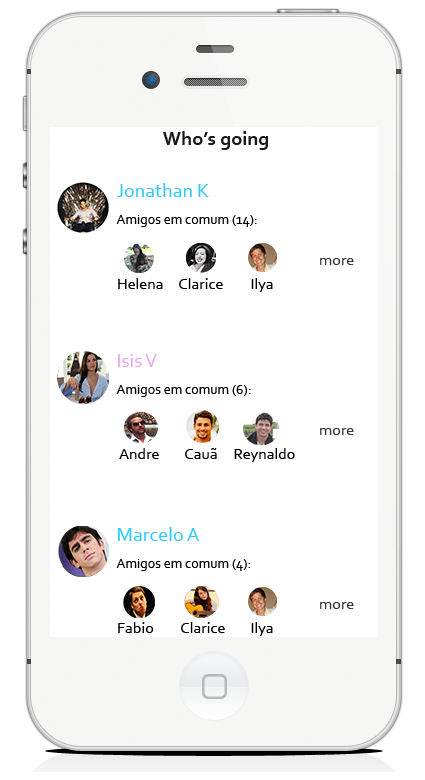 Who's going
Jonathan K
Amigos em comum (14):
Helena Clarice Ilya more
Isis V
Amigos em comum (6):
Andre Cauã Reynaldo more
Marcelo A
Amigos em comum (4):
Fabio Clarice Ilya more